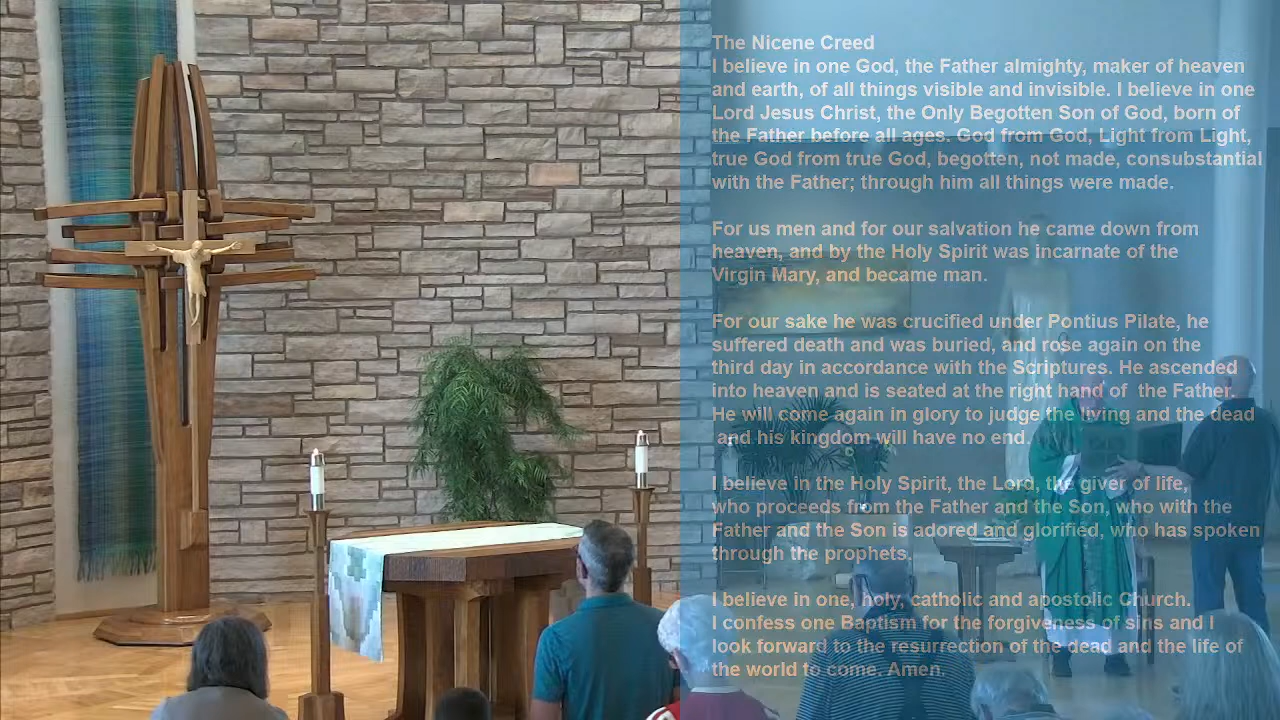 The Nicene Creed
I believe in one God, the Father almighty, maker of heaven
and earth, of all things visible and invisible. I believe in one
Lord Jesus Christ, the Only Begotten Son of God, born of
the Father before all ages. God from God, Light from Light,
true God from true God, begotten, not made, consubstantial
with the Father; through him all things were made.
For us men and for our salvation he came down from
heaven, and by the Holy Spirit was incarnate of the
Virgin Mary, and became man.
For our sake he was crucified under Pontius Pilate, he
suffered death and was buried, and rose again on the
third day in accordance with the Scriptures. He ascended
into heaven and is seated at the right hand of the Father.
He will come again in glory to judge the living and the dead
and his kingdom will have no end.
I believe in the Holy Spirit, the Lord, the giver of life,
who proceeds from the Father and the Son, who with the
Father and the Son is adored and glorified, who has spoken
through the prophets.
I believe in one, holy, catholic and apostolic Church.
I confess one Baptism for the forgiveness of sins and I
look forward to the resurrection of the dead and the life of
the world to come. Amen.